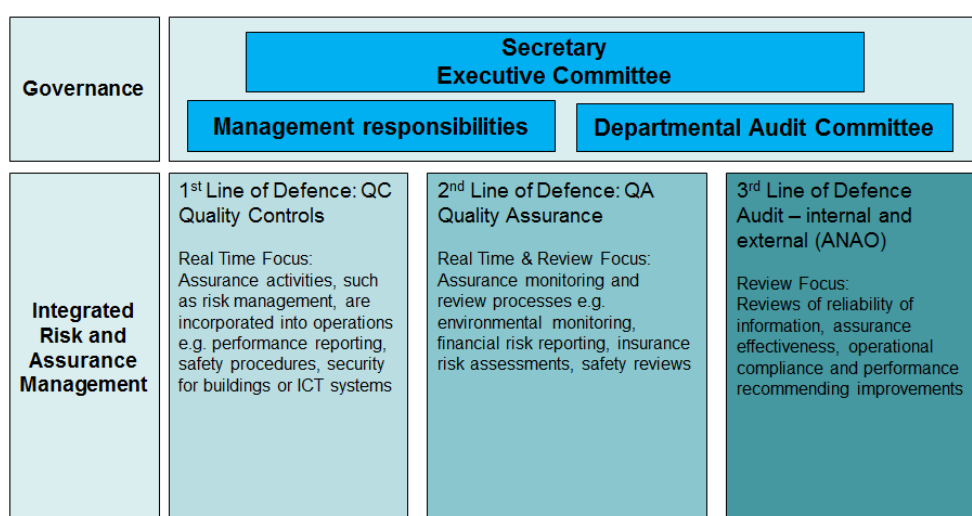 Governance
Secretary
Executive Committee
Management responsibilities
Departmental Audit Committee
Integrated
Risk and
Assurance
Management
1st Line of Defence: QC
Quality Controls
Real Time Focus:
Assurance activities, such
as risk management, are
incorporated into operations
e.g. performance reporting,
safety procedures, security
for buildings or ICT systems
2nd Line of Defence: QA
Quality Assurance
Real Time & Review Focus:
Assurance monitoring and
review processes e.g.
environmental monitoring,
financial risk reporting, insurance
risk assessments, safety reviews
3rd Line of Defence
Audit – internal and
external (ANAO)
Review Focus:
Reviews of reliability of
information, assurance
effectiveness, operational
compliance and performance
recommending improvements